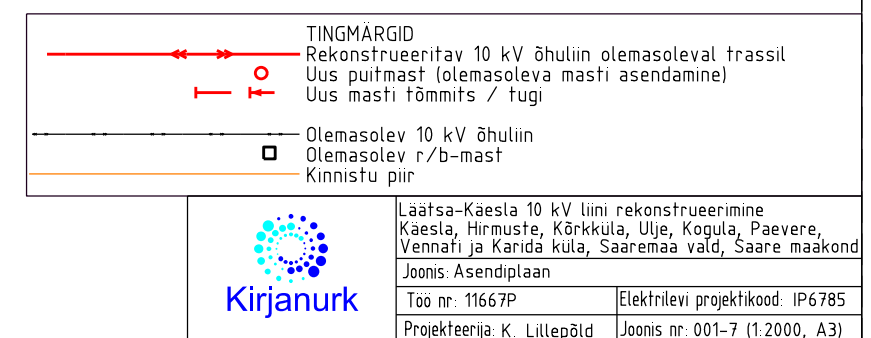 TINGMÄRGID
Rekonstrueeritav 10 kV õhuliin olemasoleval trassil
Uus puitmast (olemasoleva masti asendamine)
Uus masti tõmmits / tugi
Olemasolev 10 kV õhuliin
Olemasolev r/b-mast
Kinnistu piir
Kirjanurk
Läätsa-Käesla 10 kV liini rekonstrueerimine
Käesla, Hirmuste, Kõrkküla, Ulje, Kogula, Paevere,
Vennati ja Karida küla, Saaremaa vald, Saare maakond
Joonis: Asendiplaan
Töö nr: 11667P
Elektrilevi projektikood: IP6785
Projekteerija: K. Lillepõld
Joonis nr: 001-7 (1:2000, A3)